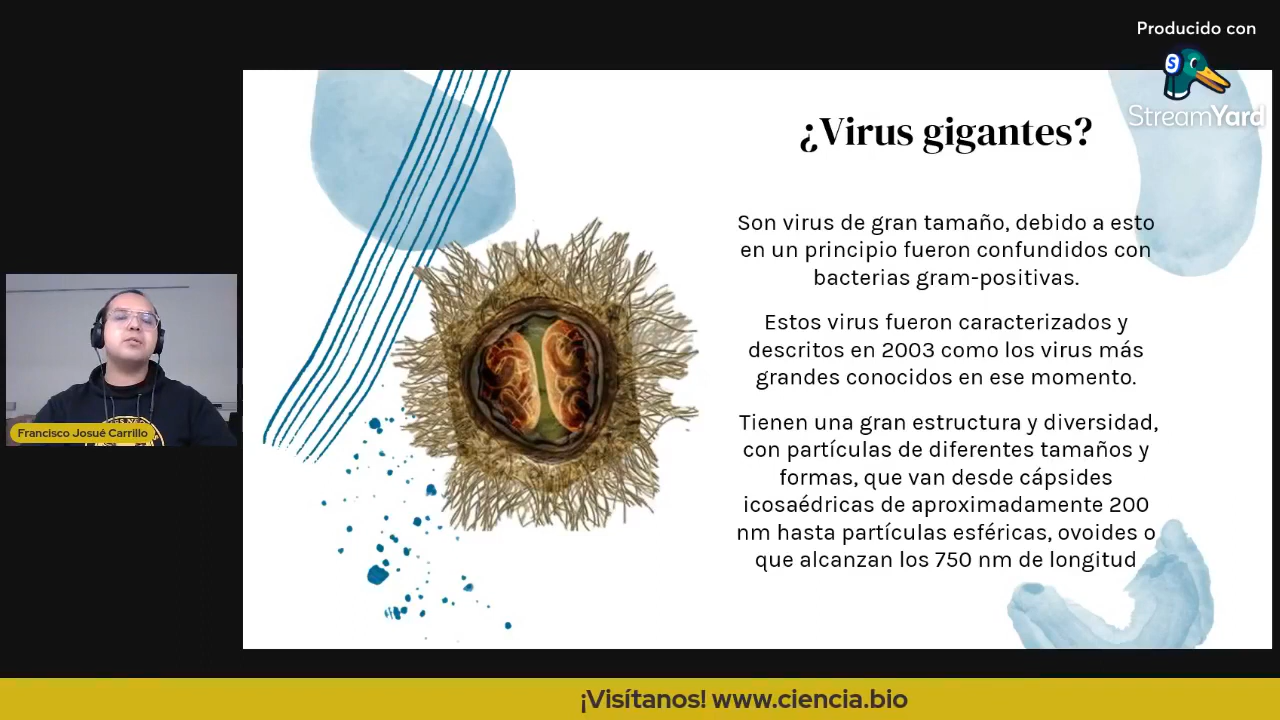 Producido con
StreamYard
¿Virus gigantes?
Son virus de gran tamaño, debido a esto
en un principio fueron confundidos con
bacterias gram-positivas.
Estos virus fueron caracterizados y
descritos en 2003 como los virus más
grandes conocidos en ese momento.
Tienen una gran estructura y diversidad,
con partículas de diferentes tamaños y
formas, que van desde cápsides
icosaédricas de aproximadamente 200
nm hasta partículas esféricas, ovoides o
que alcanzan los 750 nm de longitud
Francisco Josué Carrillo
¡Visítanos! www.ciencia.bio